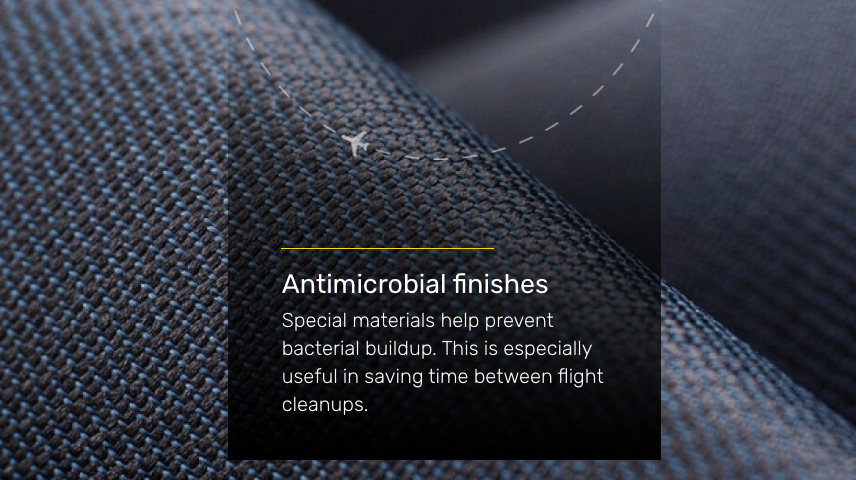 Antimicrobial finishes
Special materials help prevent
bacterial buildup. This is especially
useful in saving time between flight
cleanups.